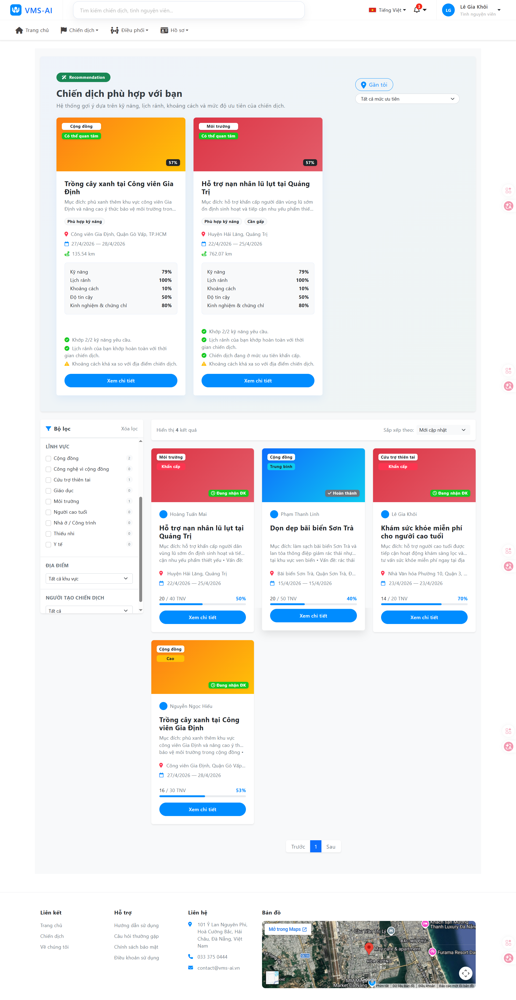 VMS-AI
Tìm kiếm chiến dịch, tình nguyện viên...
Tiếng Việt
3
LG
Lê Gia Khôi
Tình nguyện viên
Trang chủ
Chiến dịch
Điều phối
Hồ sơ
Recommendation
Chiến dịch phù hợp với bạn
Hệ thống gợi ý dựa trên kỹ năng, lịch rảnh, khoảng cách và mức độ ưu tiên của chiến dịch.
Gần tôi
Tất cả mức ưu tiên
Cộng đồng
Có thể quan tâm
57%
Trồng cây xanh tại Công viên Gia
Định
Mục đích: phủ xanh thêm khu vực công viên Gia
Định và nâng cao ý thức bảo vệ môi trường tron...
Phù hợp kỹ năng
Công viên Gia Định, Quận Gò Vấp, TP.HCM
27/4/2026 — 28/4/2026
135.54 km
Kỹ năng 79%
Lịch rảnh 100%
Khoảng cách 10%
Độ tin cậy 50%
Kinh nghiệm & chứng chỉ 80%
Khớp 2/2 kỹ năng yêu cầu.
Lịch rảnh của bạn khớp hoàn toàn với thời
gian chiến dịch.
Khoảng cách khá xa so với địa điểm chiến dịch.
Xem chi tiết
Môi trường
Có thể quan tâm
57%
Hỗ trợ nạn nhân lũ lụt tại Quảng
Trị
Mục đích: hỗ trợ khẩn cấp người dân vùng lũ sớm
ổn định sinh hoạt và tiếp cận nhu yếu phẩm thiế...
Phù hợp kỹ năng
Cần gấp
Huyện Hải Lăng, Quảng Trị
22/4/2026 — 25/4/2026
762.07 km
Kỹ năng 79%
Lịch rảnh 100%
Khoảng cách 10%
Độ tin cậy 50%
Kinh nghiệm & chứng chỉ 80%
Khớp 2/2 kỹ năng yêu cầu.
Lịch rảnh của bạn khớp hoàn toàn với thời
gian chiến dịch.
Chiến dịch đang ở mức ưu tiên khẩn cấp.
Khoảng cách khá xa so với địa điểm chiến dịch.
Xem chi tiết
Bộ lọc
Xóa lọc
LĨNH VỰC
Cộng đồng 2
Công nghệ vì cộng đồng 0
Cứu trợ thiên tai 1
Giáo dục 0
Môi trường 1
Người cao tuổi 0
Nhà ở / Công trình 0
Thiếu nhi 0
Y tế 0
ĐỊA ĐIỂM
Tất cả khu vực
NGƯỜI TẠO CHIẾN DỊCH
Tất cả
Hiển thị 4 kết quả
Sắp xếp theo:
Mới cập nhật
Môi trường
Khẩn cấp
Đang nhận ĐK
Hoàng Tuấn Mai
Hỗ trợ nạn nhân lũ lụt tại
Quảng Trị
Mục đích: hỗ trợ khẩn cấp người dân
vùng lũ sớm ổn định sinh hoạt và tiế...
cận nhu yếu phẩm thiết yếu • Vấn đề:
Huyện Hải Lăng, Quảng Trị
22/4/2026 — 25/4/2026
20 / 40 TNV 50%
Xem chi tiết
Cộng đồng
Trung bình
Hoàn thành
Phạm Thanh Linh
Dọn dẹp bãi biển Sơn Trà
Mục đích: làm sạch bãi biển Sơn Trà và
lan tỏa thông điệp giảm rác thải nhự...
tại khu vực ven biển • Vấn đề: rác thải
Bãi biển Sơn Trà, Quận Sơn Trà, Đ...
15/4/2026 — 15/4/2026
20 / 50 TNV 40%
Xem chi tiết
Cứu trợ thiên tai
Khẩn cấp
Đang nhận ĐK
Lê Gia Khôi
Khám sức khỏe miễn phí
cho người cao tuổi
Mục đích: hỗ trợ người cao tuổi được
tiếp cận hoạt động khám sàng lọc và...
tư vấn sức khỏe miễn phí ngay tại địa
Nhà Văn hóa Phường 10, Quận 3, ...
23/4/2026 — 23/4/2026
14 / 20 TNV 70%
Xem chi tiết
Cộng đồng
Cao
Đang nhận ĐK
Nguyễn Ngọc Hiếu
Trồng cây xanh tại Công
viên Gia Định
Mục đích: phủ xanh thêm khu vực
công viên Gia Định và nâng cao ý th...
bảo vệ môi trường trong cộng đồng •
Công viên Gia Định, Quận Gò Vấp...
27/4/2026 — 28/4/2026
16 / 30 TNV 53%
Xem chi tiết
Trước
1
Sau
Liên kết
Trang chủ
Chiến dịch
Về chúng tôi
Hỗ trợ
Hướng dẫn sử dụng
Câu hỏi thường gặp
Chính sách bảo mật
Điều khoản sử dụng
Liên hệ
101 Ỷ Lan Nguyên Phi,
Hoà Cường Bắc, Hải
Châu, Đà Nẵng, Việt
Nam
033 375 0444
contact@vms-ai.vn
Bản đồ
Mở trong Maps
Khách sạn Mường
Thanh Luxury Đà Nẵng
Cầu Trần Thị Lý
BẮC MỸ PHÚ
May cafe & apartment
Lê Trọng Tấn
QL1A
Furama Resort Da
HÒA CƯỜNG
KHÊ
MM Mega
Market Đà Nẵng
Google
Phím tắt
Dữ liệu Bản đồ
Điều khoản
Báo cáo một lỗi bản đồ